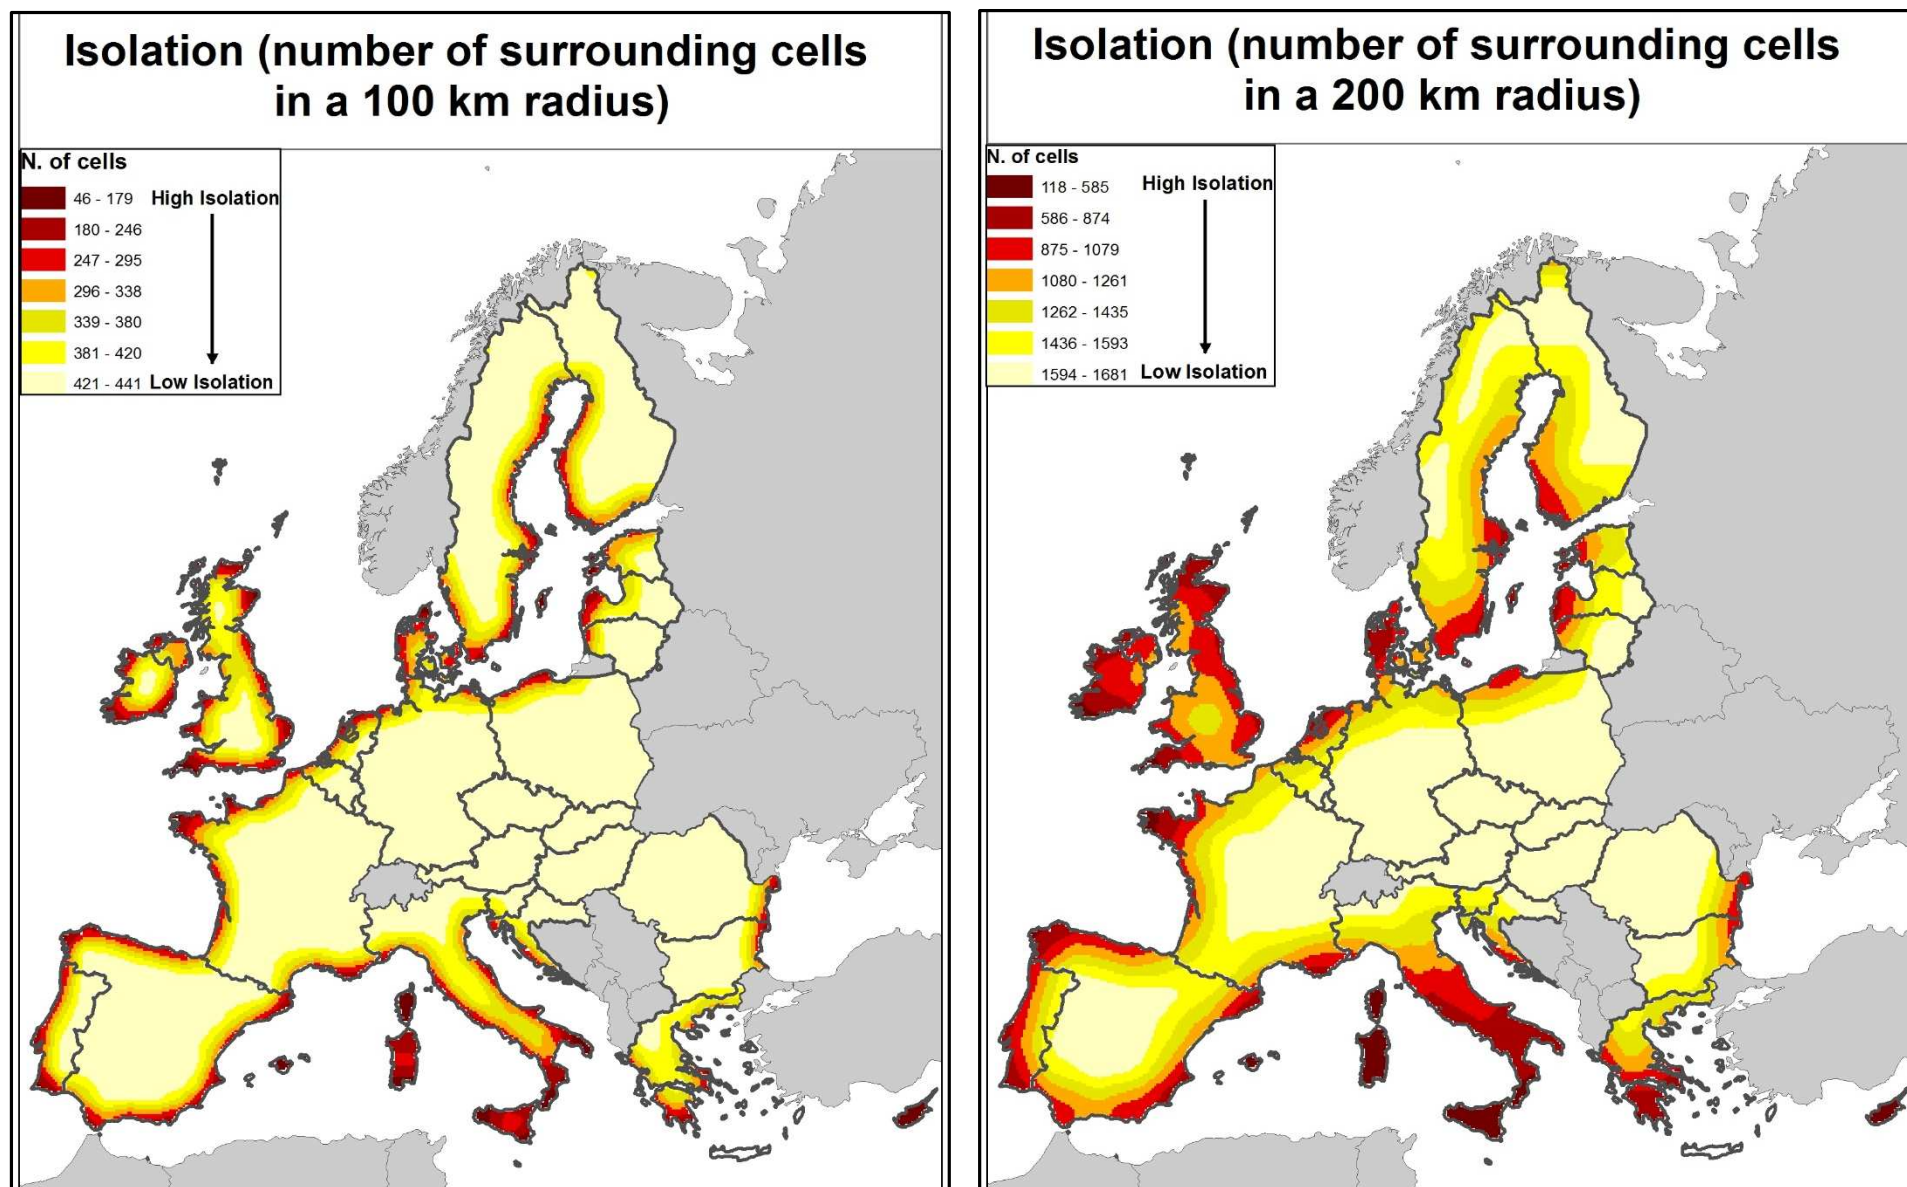 Isolation (number of surrounding cells
in a 100 km radius)
N. of cells
46 - 179 High Isolation
180 - 246
247 - 295
296 - 338
339 - 380
381 - 420
421 - 441 Low Isolation
Isolation (number of surrounding cells
in a 200 km radius)
N. of cells
118 - 585 High Isolation
586 - 874
875 - 1079
1080 - 1261
1262 - 1435
1436 - 1593
1594 - 1681 Low Isolation